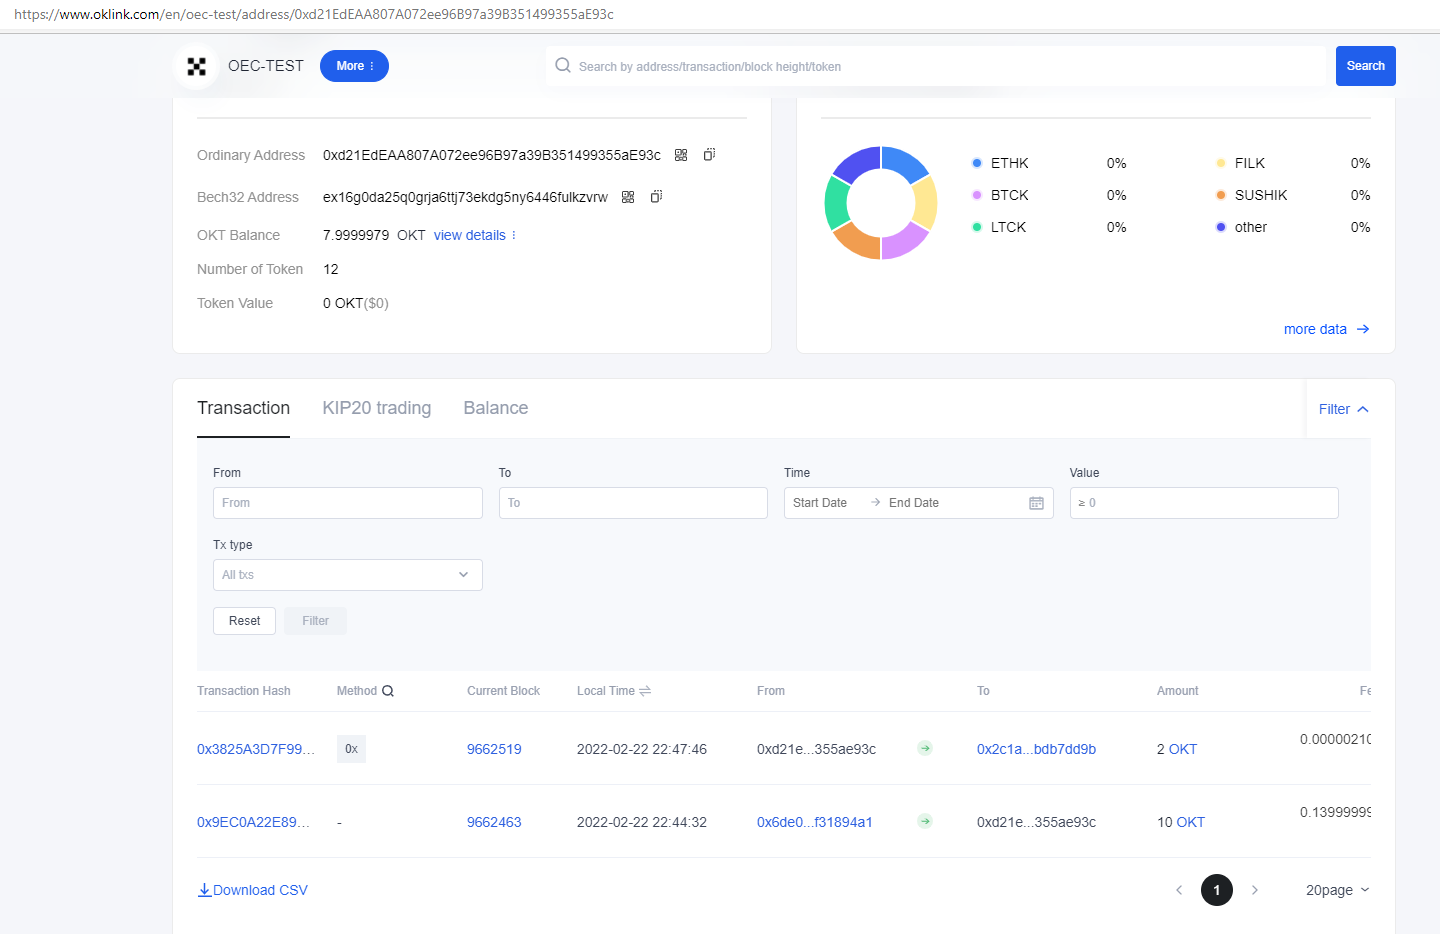 https://www.oklink.com/en/oec-test/address/0xd21EdEAA807A072ee96B97a39B351499355aE93c
OEC-TEST More Search by address/transaction/block height/token Search
Ordinary Address 0xd21EdEAA807A072ee96B97a39B351499355aE93c
Bech32 Address ex16g0da25q0grja6ttj73ekdg5ny6446fulkzvrw
OKT Balance 7.9999979 OKT view details
Number of Token 12
Token Value 0 OKT($0)
ETHK 0% FILK 0%
BTCK 0% SUSHIK 0%
LTCK 0% other 0%
more data
Transaction KIP20 trading Balance Filter
From To Time Value
From To Start Date End Date ≥ 0
Tx type
All txs
Reset Filter
Transaction Hash Method Current Block Local Time From To Amount Fe
0x3825A3D7F99... 0x 9662519 2022-02-22 22:47:46 0xd21e...355ae93c 0x2c1a...bdb7dd9b 2 OKT 0.00000210
0x9EC0A22E89... - 9662463 2022-02-22 22:44:32 0x6de0...f31894a1 0xd21e...355ae93c 10 OKT 0.13999999
Download CSV 1 20page